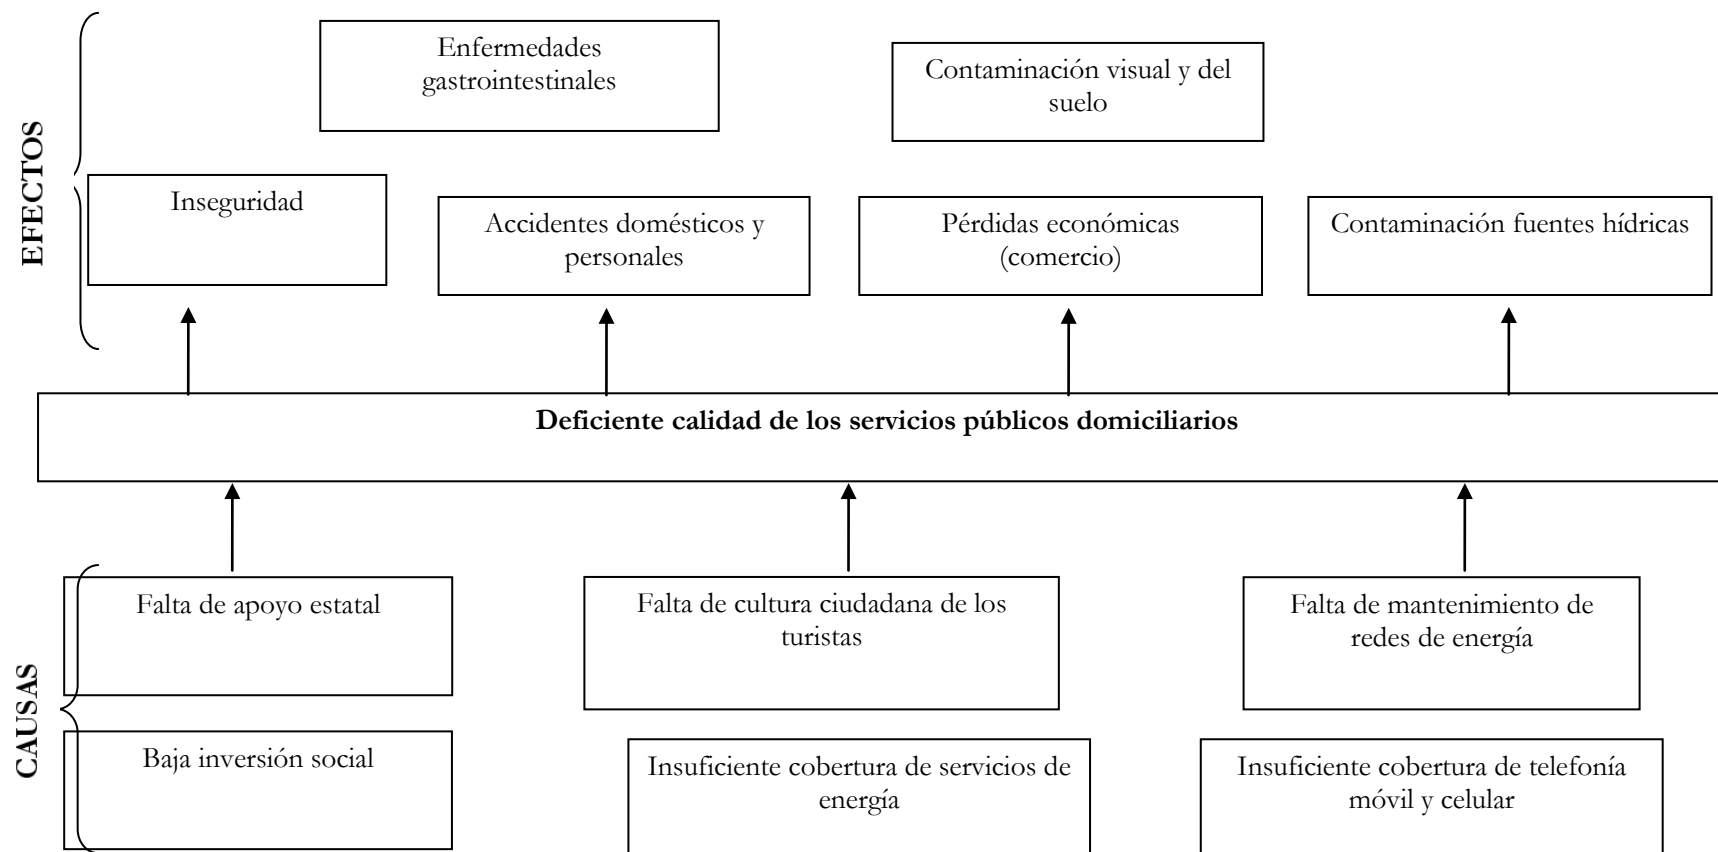 EFECTOS
Enfermedades
gastrointestinales
Contaminación visual y del
suelo
Inseguridad
Accidentes domésticos y
personales
Pérdidas económicas
(comercio)
Contaminación fuentes hídricas
Deficiente calidad de los servicios públicos domiciliarios
CAUSAS
Falta de apoyo estatal
Falta de cultura ciudadana de los
turistas
Falta de mantenimiento de
redes de energía
Baja inversión social
Insuficiente cobertura de servicios de
energía
Insuficiente cobertura de telefonía
móvil y celular